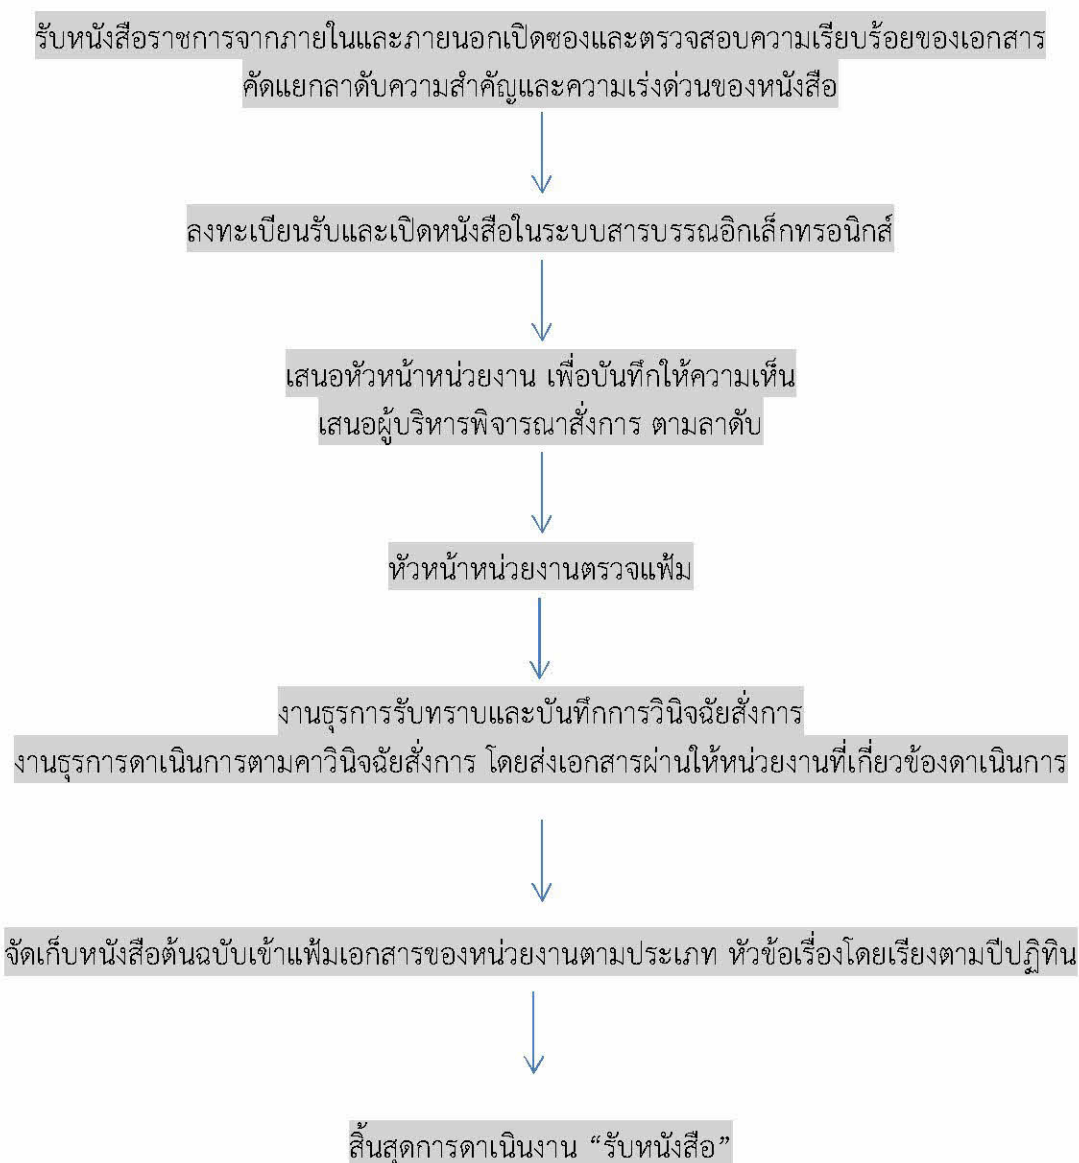 รับหนังสือราชการจากภายในและภายนอกเปิดซองและตรวจสอบความเรียบร้อยของเอกสาร
คัดแยกลาดับความสำคัญและความเร่งด่วนของหนังสือ
ลงทะเบียนรับและเปิดหนังสือในระบบสารบรรณอิกเล็กทรอนิกส์
เสนอหัวหน้าหน่วยงาน เพื่อบันทึกให้ความเห็น
เสนอผู้บริหารพิจารณาสั่งการ ตามลาดับ
หัวหน้าหน่วยงานตรวจแฟ้ม
งานธุรการรับทราบและบันทึกการวินิจฉัยสั่งการ
งานธุรการดาเนินการตามคาวินิจฉัยสั่งการ โดยส่งเอกสารผ่านให้หน่วยงานที่เกี่ยวข้องดาเนินการ
จัดเก็บหนังสือต้นฉบับเข้าแฟ้มเอกสารของหน่วยงานตามประเภท หัวข้อเรื่องโดยเรียงตามปีปฏิทิน
สิ้นสุดการดาเนินงาน “รับหนังสือ”